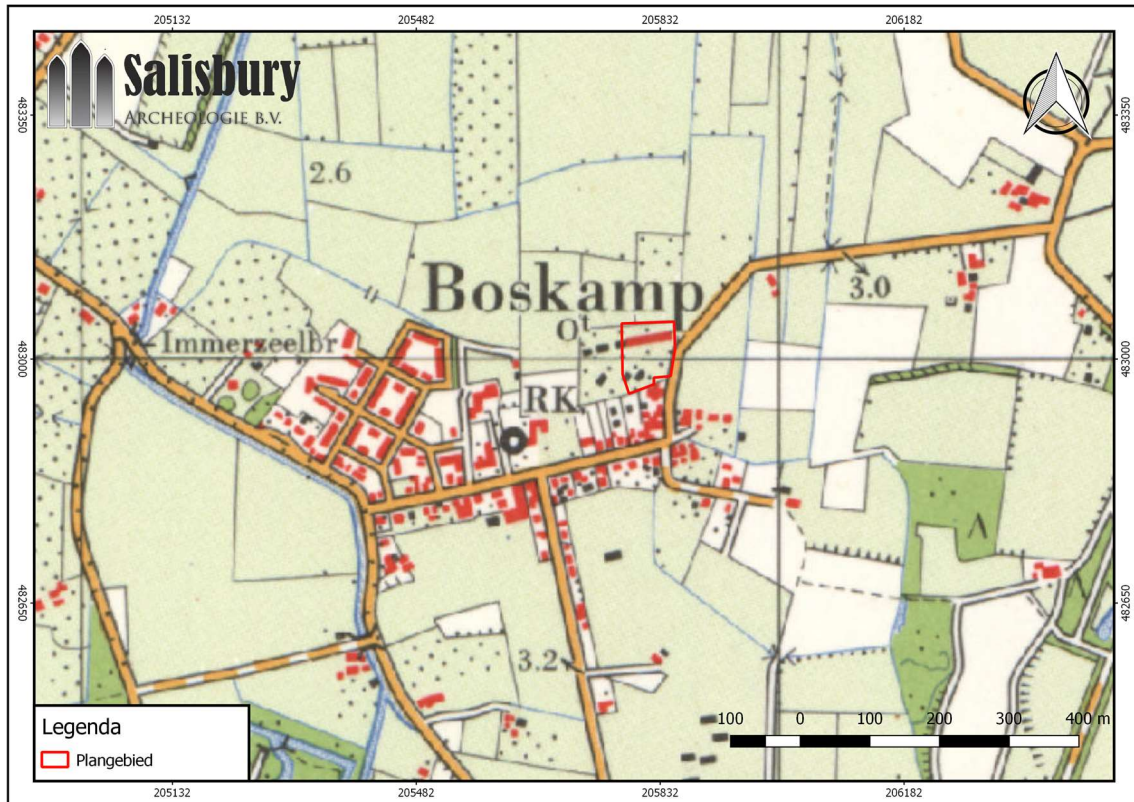 205132 205482 205832 206182
Salisbury
ARCHEOLOGIE B.V.
483350 483350
2.6
Boskamp
3.0
Ot
Immerzeelbr
483000 483000
RK
482650 482650
3.2
100 0 100 200 300 400 m
Legenda
Plangebied
205132 205482 205832 206182